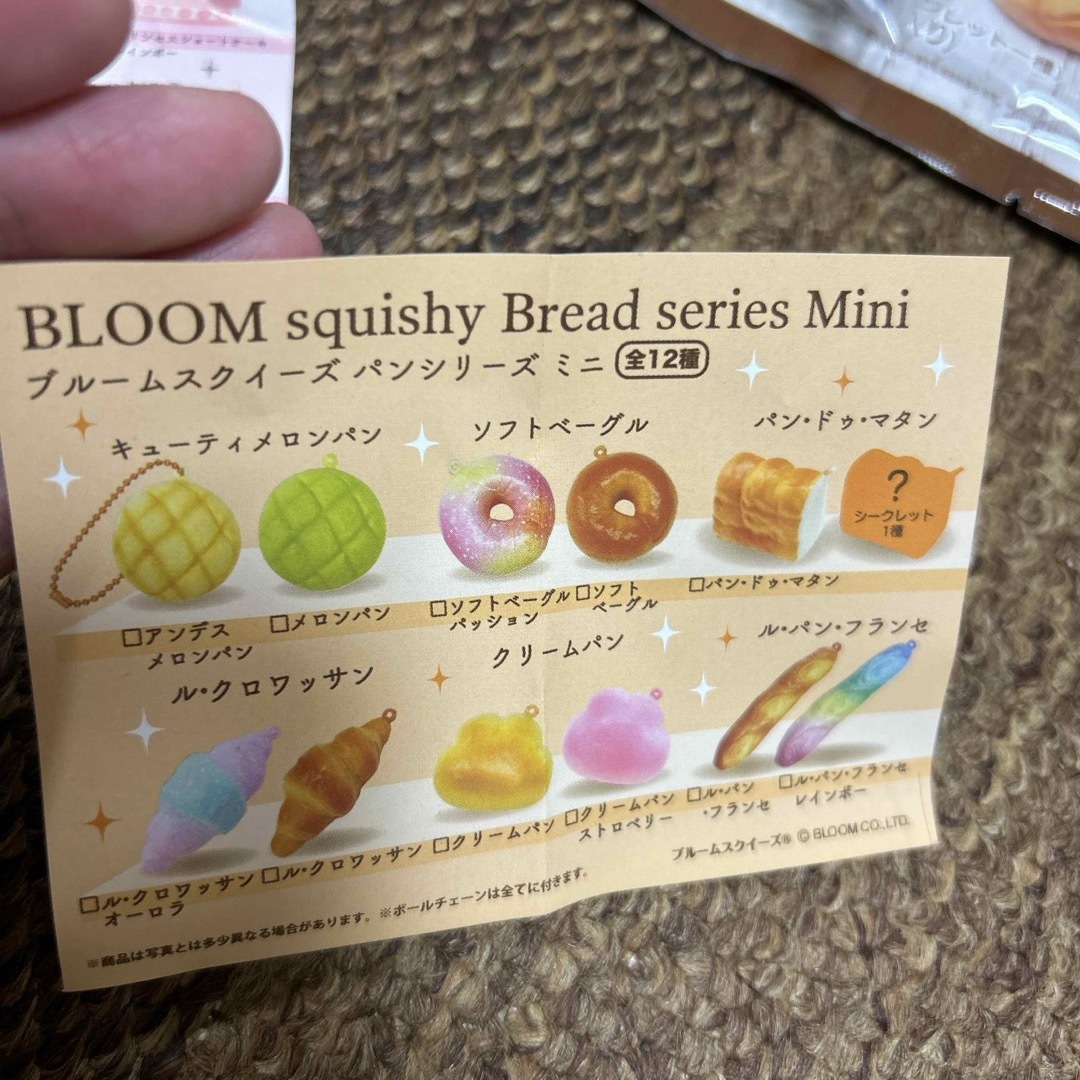 インボー
BLOOM squishy Bread series Mini
ブルームスクイーズ パンシリーズ ミニ 全12種
キューティメロンパン
ソフトベーグル
パン・ドゥ・マタン
?
シークレット
1種
□アンデス
メロンパン
□メロンパン
□ソフトベーグル
パッション
□ソフト
ベーグル
□パン・ドゥ・マタン
ル・クロワッサン
クリームパン
ル・パン・フランセ
□ル・クロワッサン
オーロラ
□ル・クロワッサン
□クリームパン
□クリームパン
ストロベリー
□ル・パン
・フランセ
□ル・パン・フランセ
レインボー
ブルームスクイーズ® © BLOOM CO.,LTD.
※商品は写真とは多少異なる場合があります。※ボールチェーンは全てに付きます。